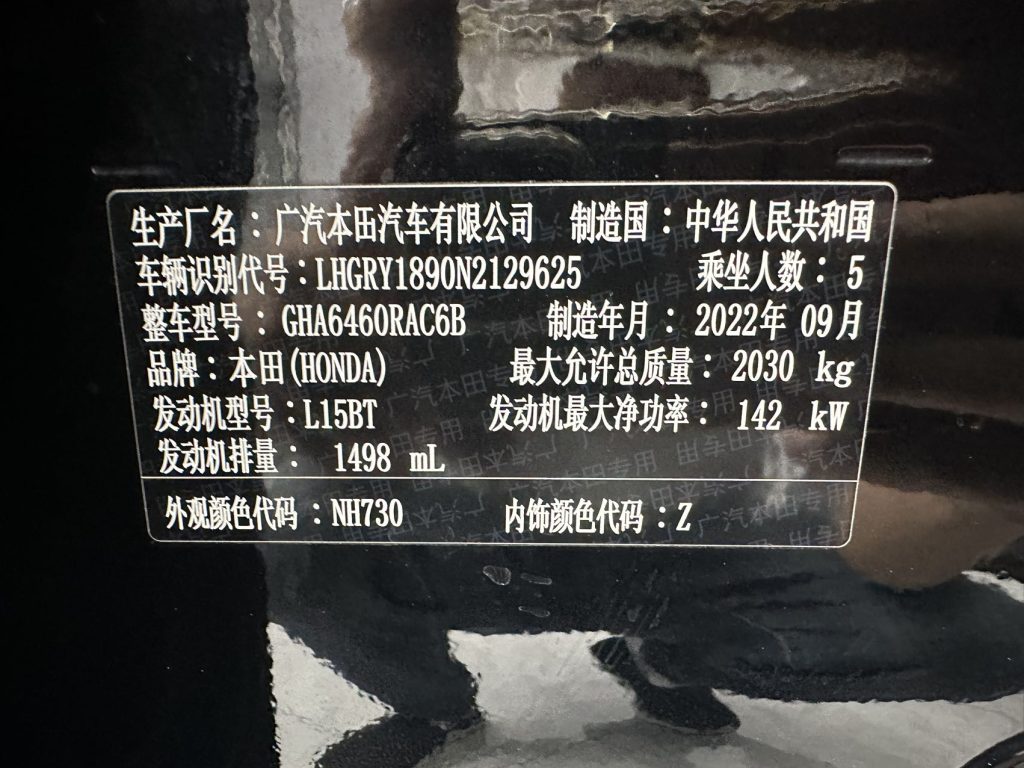 生产厂名：广汽本田汽车有限公司 制造国：中华人民共和国
车辆识别代号：LHGRY1890N2129625 乘坐人数：5
整车型号：GHA6460RAC6B 制造年月：2022年 09月
品牌：本田(HONDA) 最大允许总质量：2030 kg
发动机型号：L15BT 发动机最大净功率：142 kW
发动机排量：1498 mL
外观颜色代码：NH730 内饰颜色代码：Z